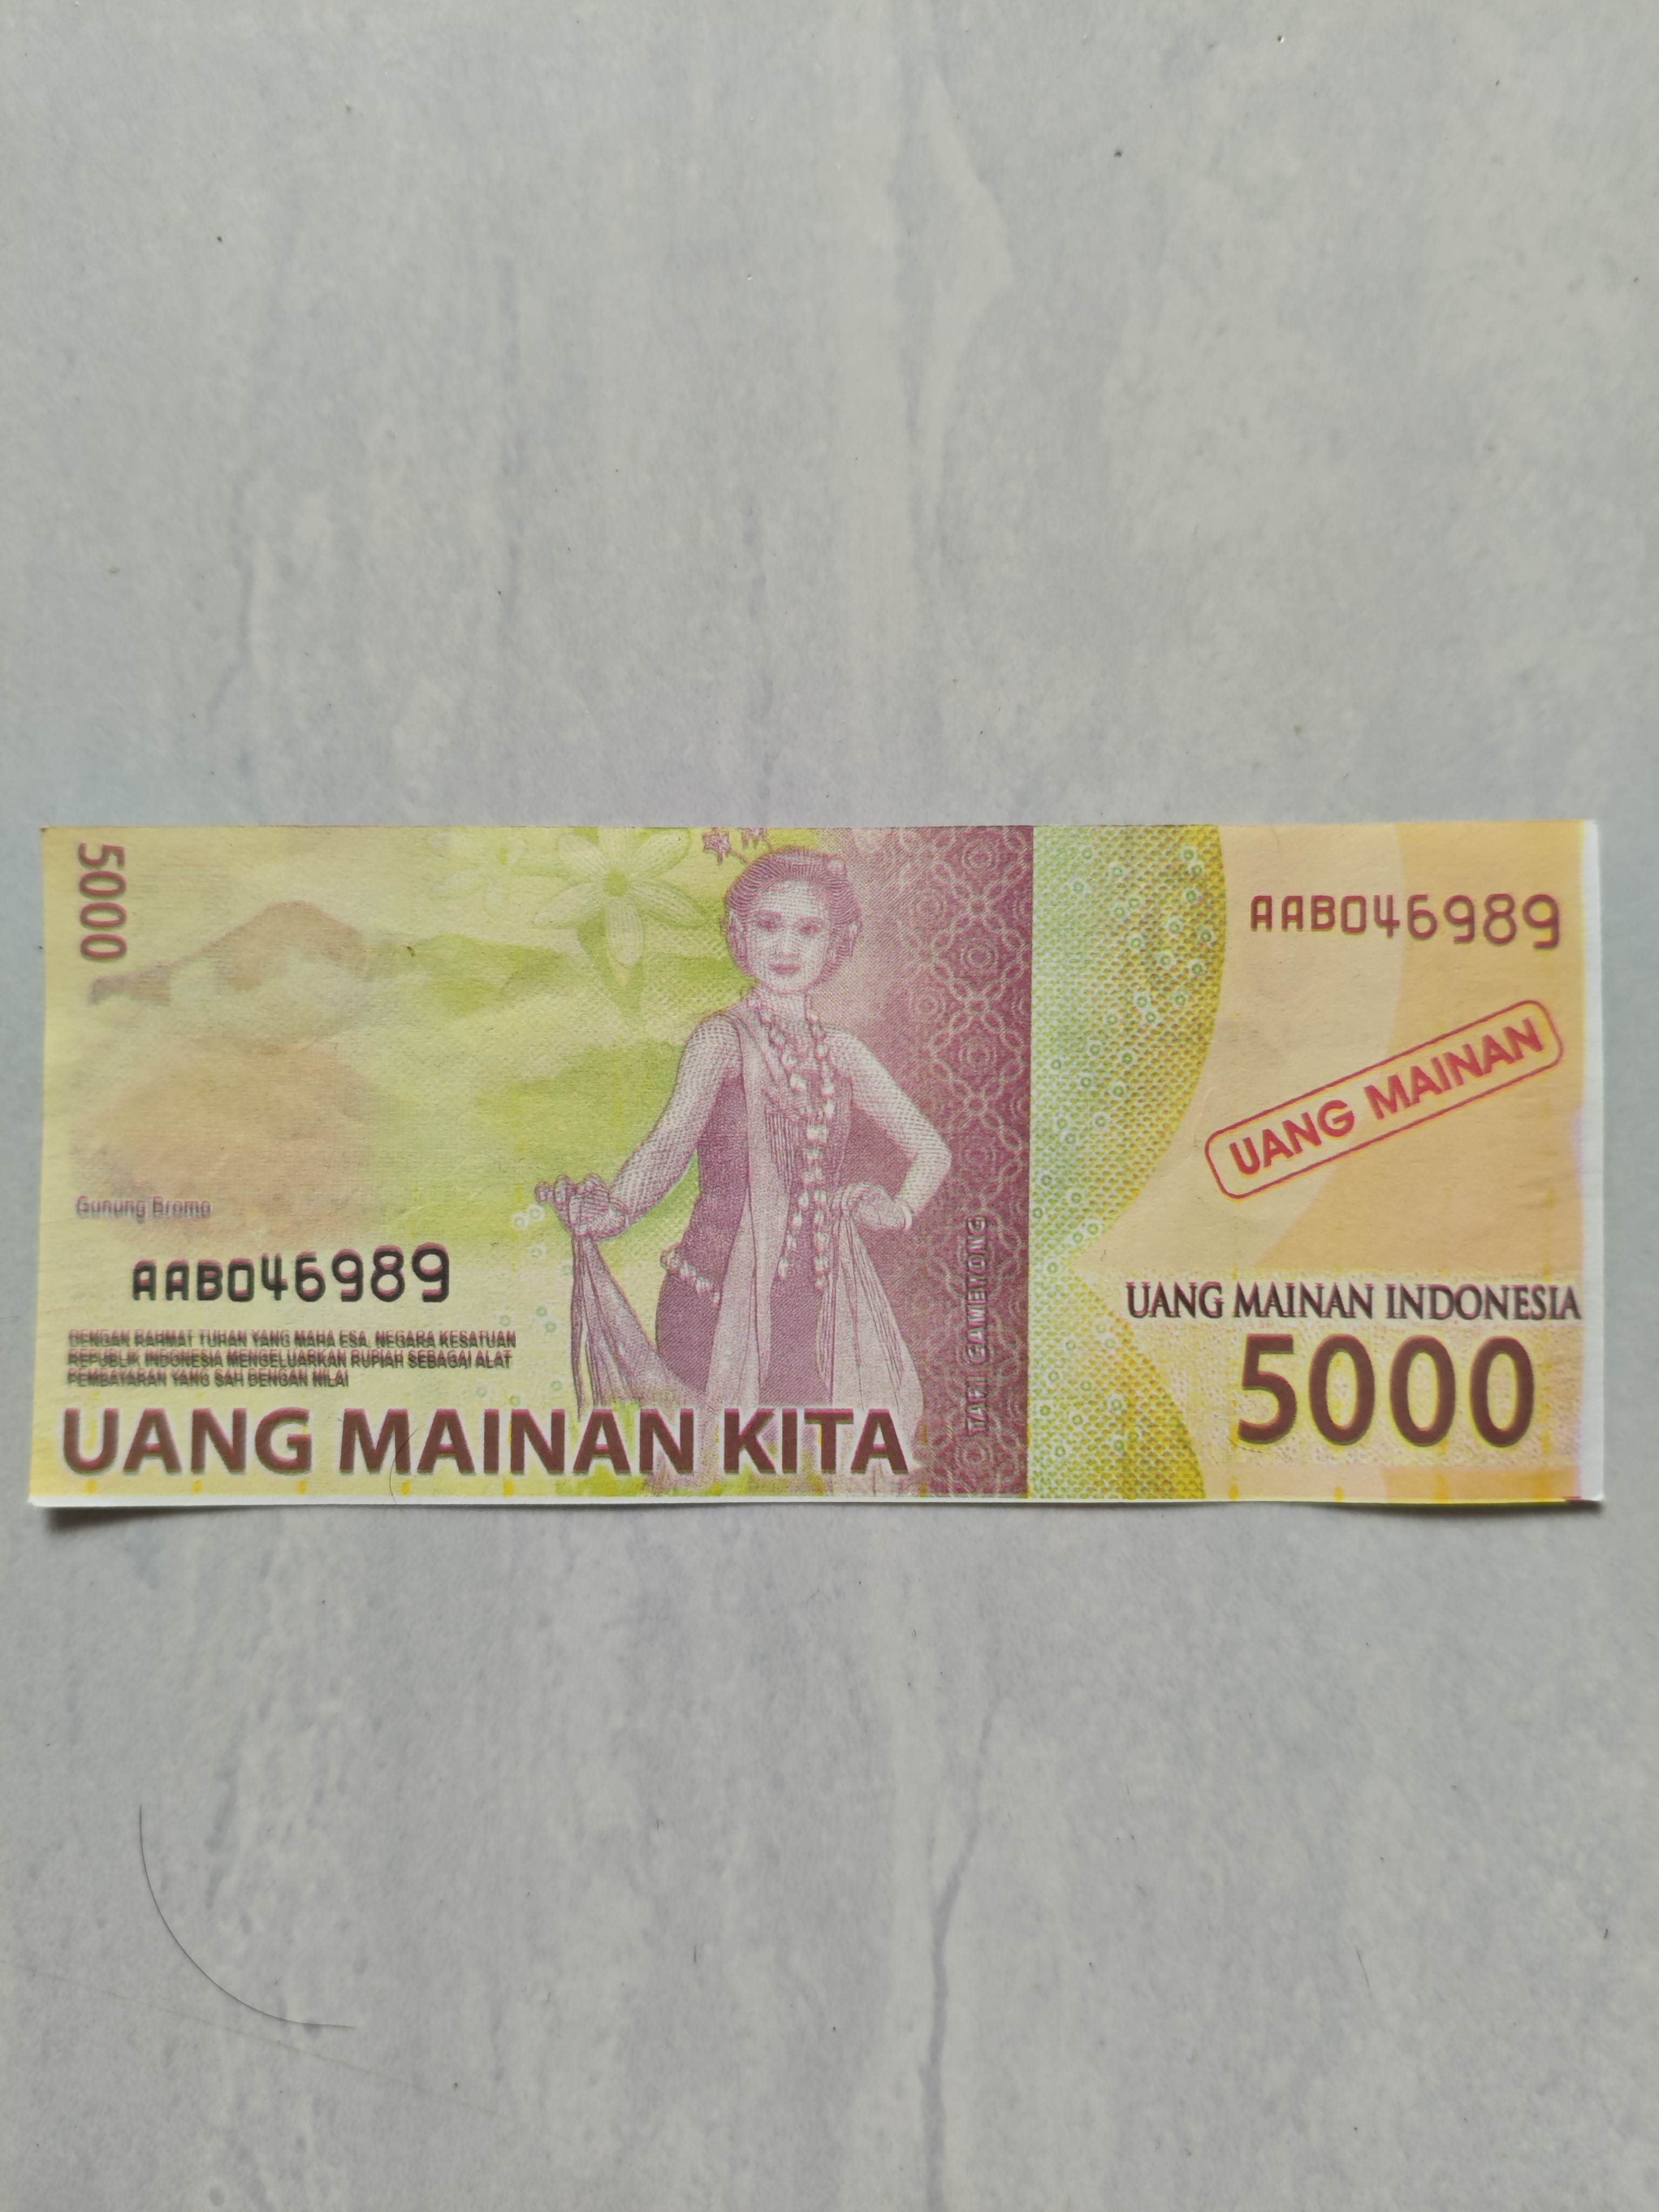 5000
AAB046989
UANG MAINAN
Gunung Bromo
AAB046989
DENGAN RAHMAT TUHAN YANG MAHA ESA, NEGARA KESATUAN
REPUBLIK INDONESIA MENGELUARKAN RUPIAH SEBAGAI ALAT
PEMBAYARAN YANG SAH DENGAN NILAI
UANG MAINAN KITA
TARI GAMBYONG
UANG MAINAN INDONESIA
5000